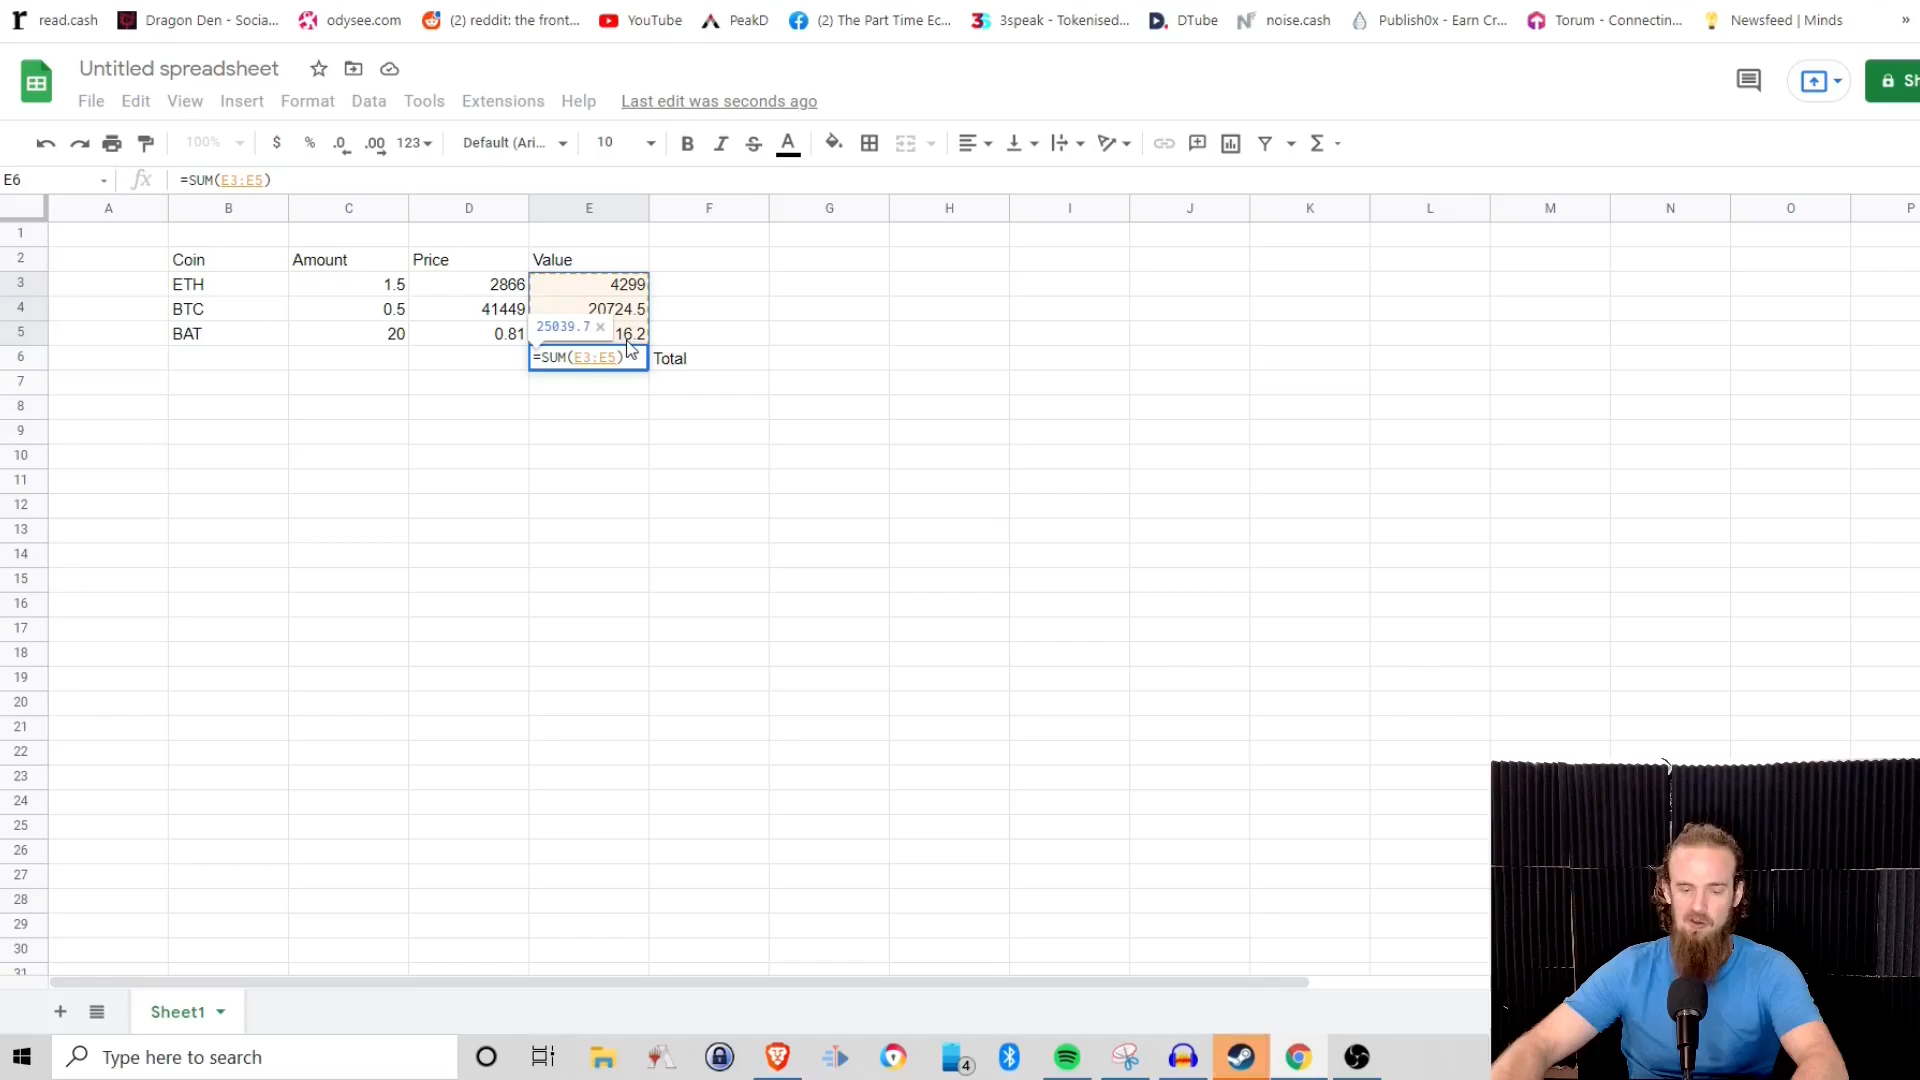 read.cash Dragon Den - Socia... odysee.com (2) reddit: the front... YouTube PeakD (2) The Part Time Ec... 3speak - Tokenised... DTube noise.cash Publish0x - Earn Cr... Torum - Connectin... Newsfeed | Minds »
Untitled spreadsheet
File Edit View Insert Format Data Tools Extensions Help Last edit was seconds ago
Sh
100% $ % .0 .00 123 Default (Ari... 10 B I S A Σ
E6 fx =SUM(E3:E5)
A B C D E F G H I J K L M N O P
1
2 Coin Amount Price Value
3 ETH 1.5 2866 4299
4 BTC 0.5 41449 20724.5
25039.7 ×
5 BAT 20 0.81 16.2
6 =SUM(E3:E5) Total
7
8
9
10
11
12
13
14
15
16
17
18
19
20
21
22
23
24
25
26
27
28
29
30
31
+ Sheet1
Type here to search 4